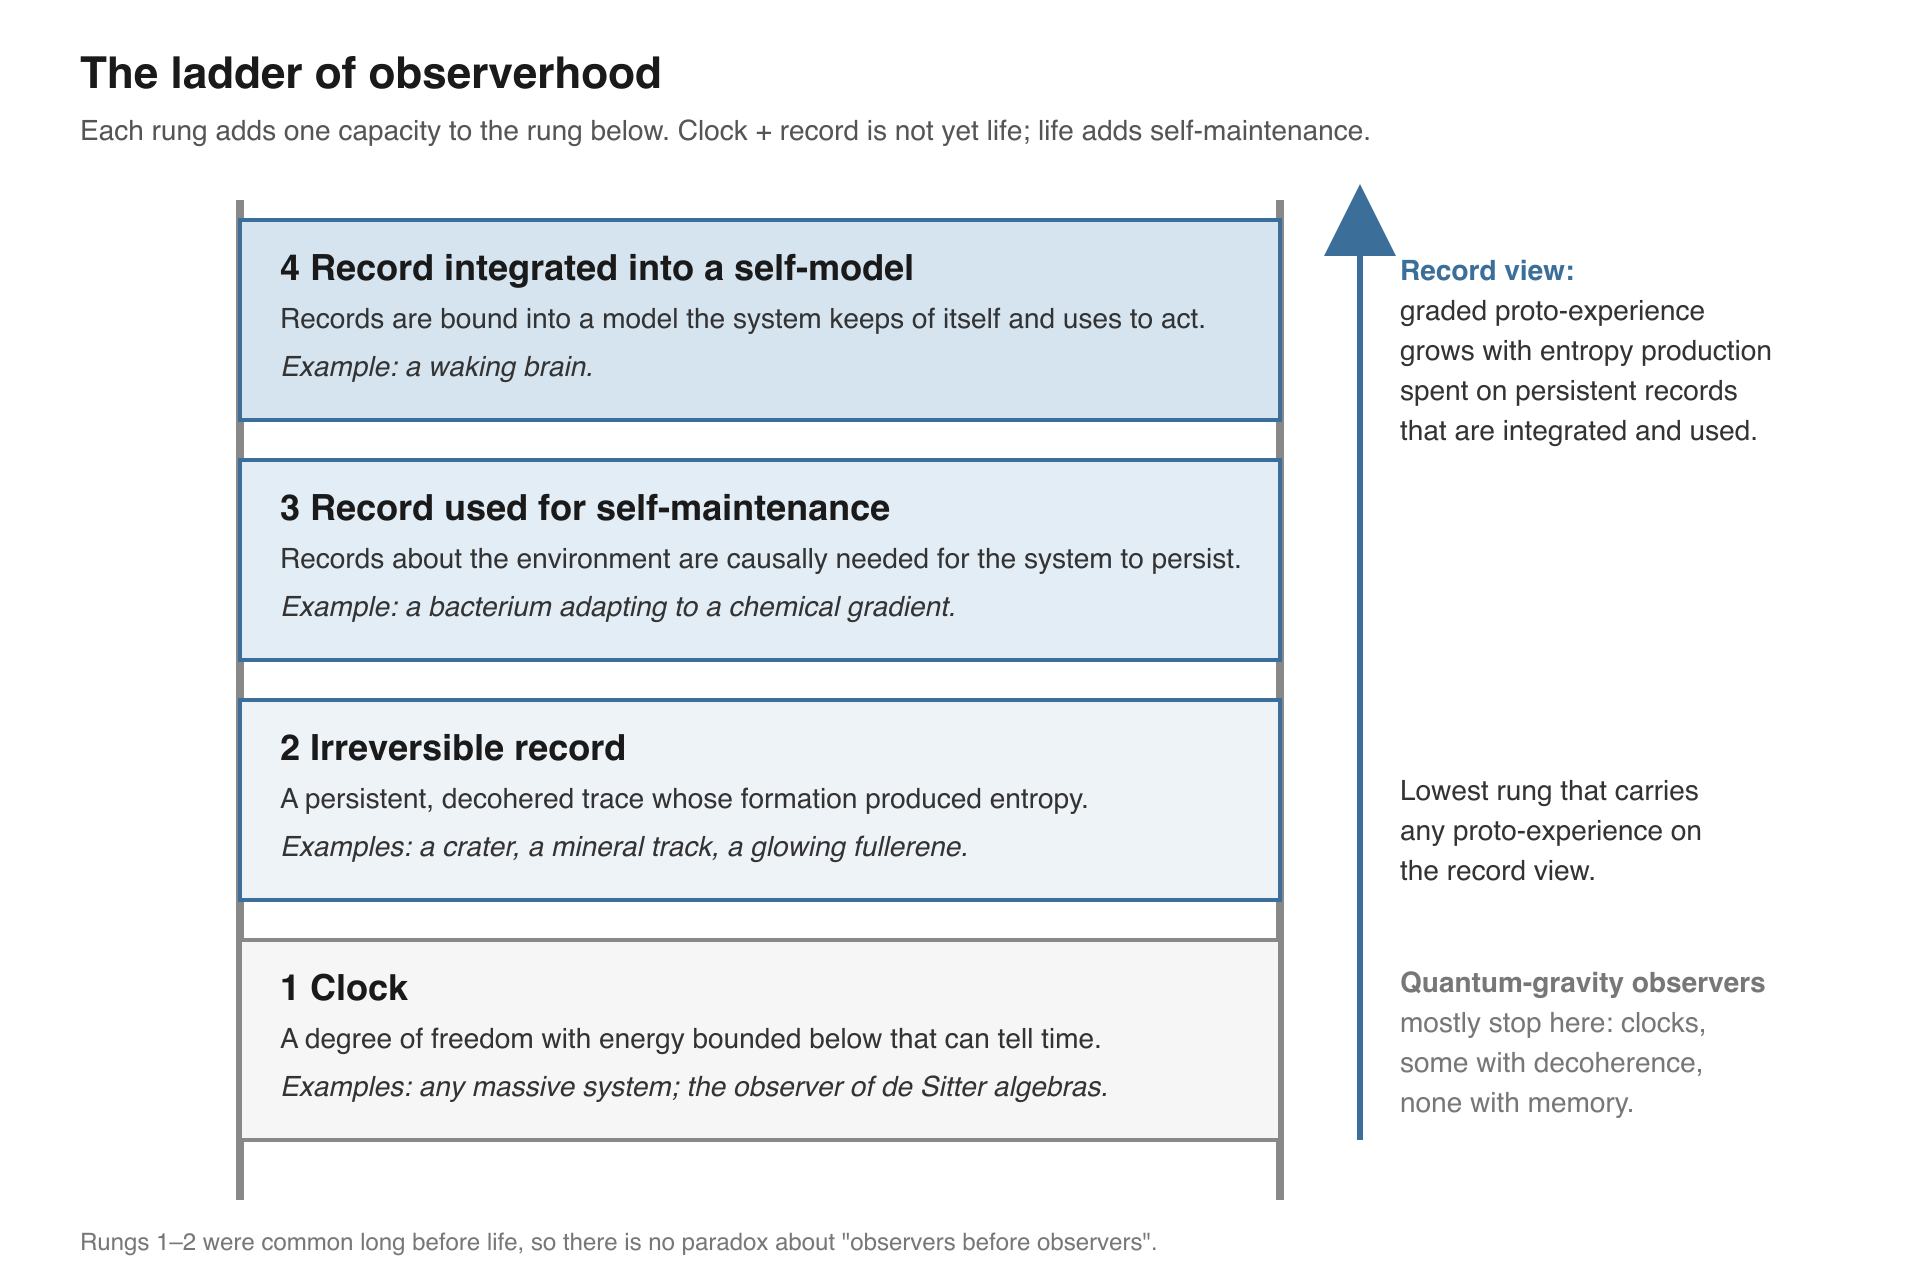 The ladder of observerhood
Each rung adds one capacity to the rung below. Clock + record is not yet life; life adds self-maintenance.
4 Record integrated into a self-model
Records are bound into a model the system keeps of itself and uses to act.
Example: a waking brain.
Record view:
graded proto-experience
grows with entropy production
spent on persistent records
that are integrated and used.
3 Record used for self-maintenance
Records about the environment are causally needed for the system to persist.
Example: a bacterium adapting to a chemical gradient.
2 Irreversible record
A persistent, decohered trace whose formation produced entropy.
Examples: a crater, a mineral track, a glowing fullerene.
Lowest rung that carries
any proto-experience on
the record view.
1 Clock
A degree of freedom with energy bounded below that can tell time.
Examples: any massive system; the observer of de Sitter algebras.
Quantum-gravity observers
mostly stop here: clocks,
some with decoherence,
none with memory.
Rungs 1–2 were common long before life, so there is no paradox about "observers before observers".